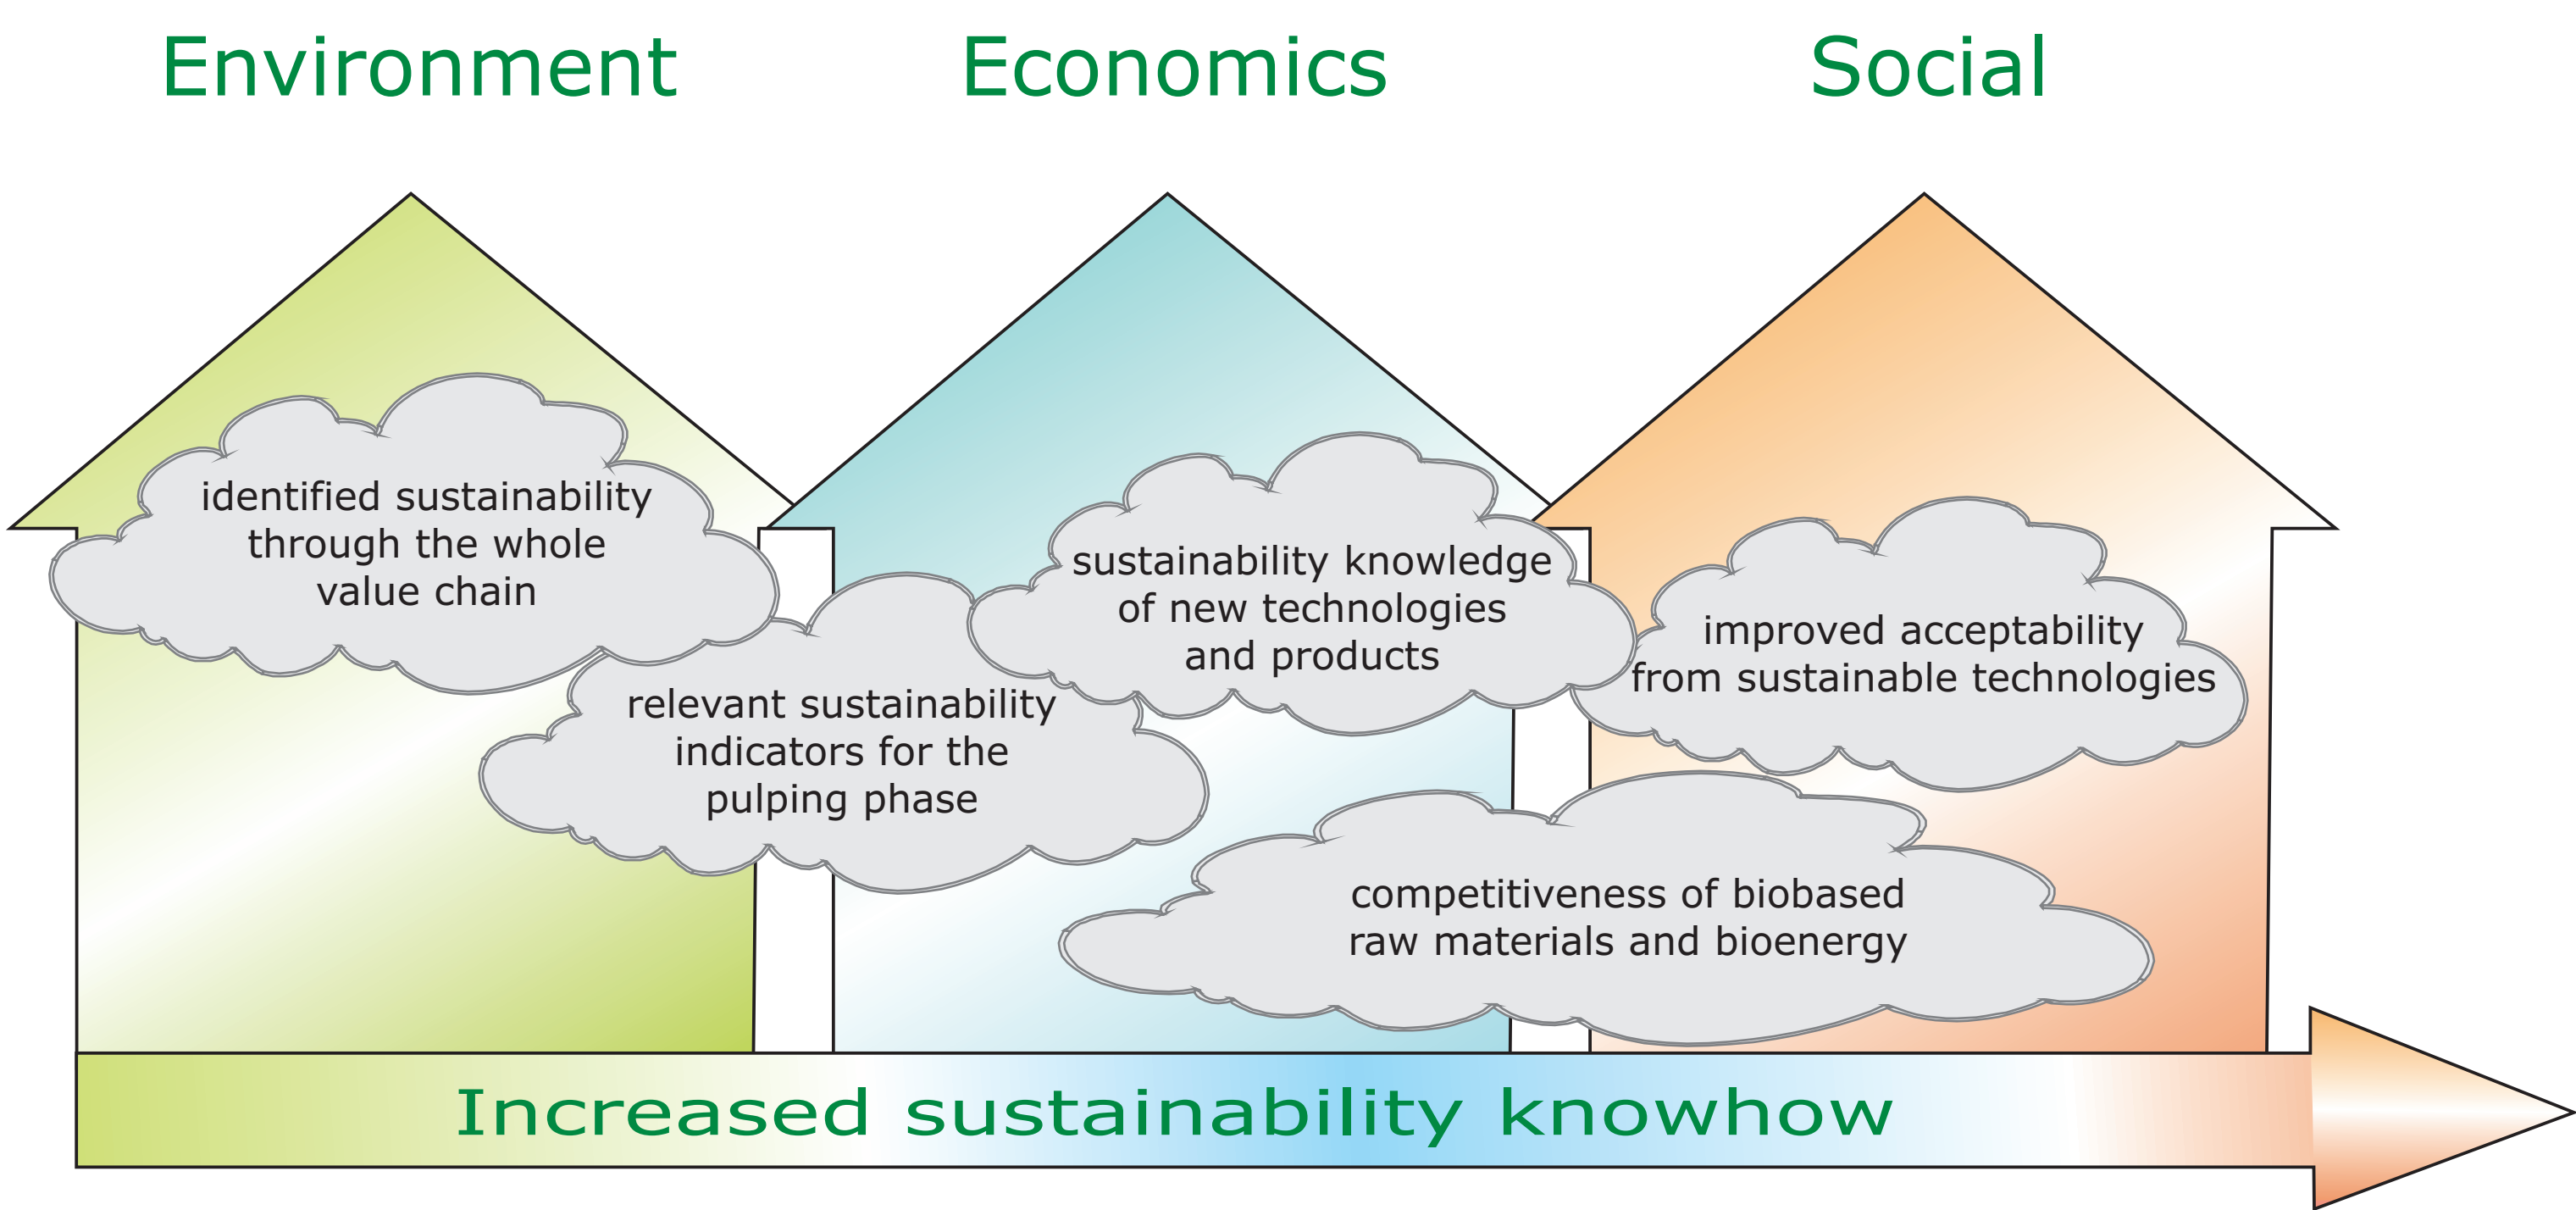 Environment
Economics
Social
identified sustainability
through the whole
value chain
relevant sustainability
indicators for the
pulping phase
sustainability knowledge
of new technologies
and products
improved acceptability
from sustainable technologies
competitiveness of biobased
raw materials and bioenergy
Increased sustainability knowhow